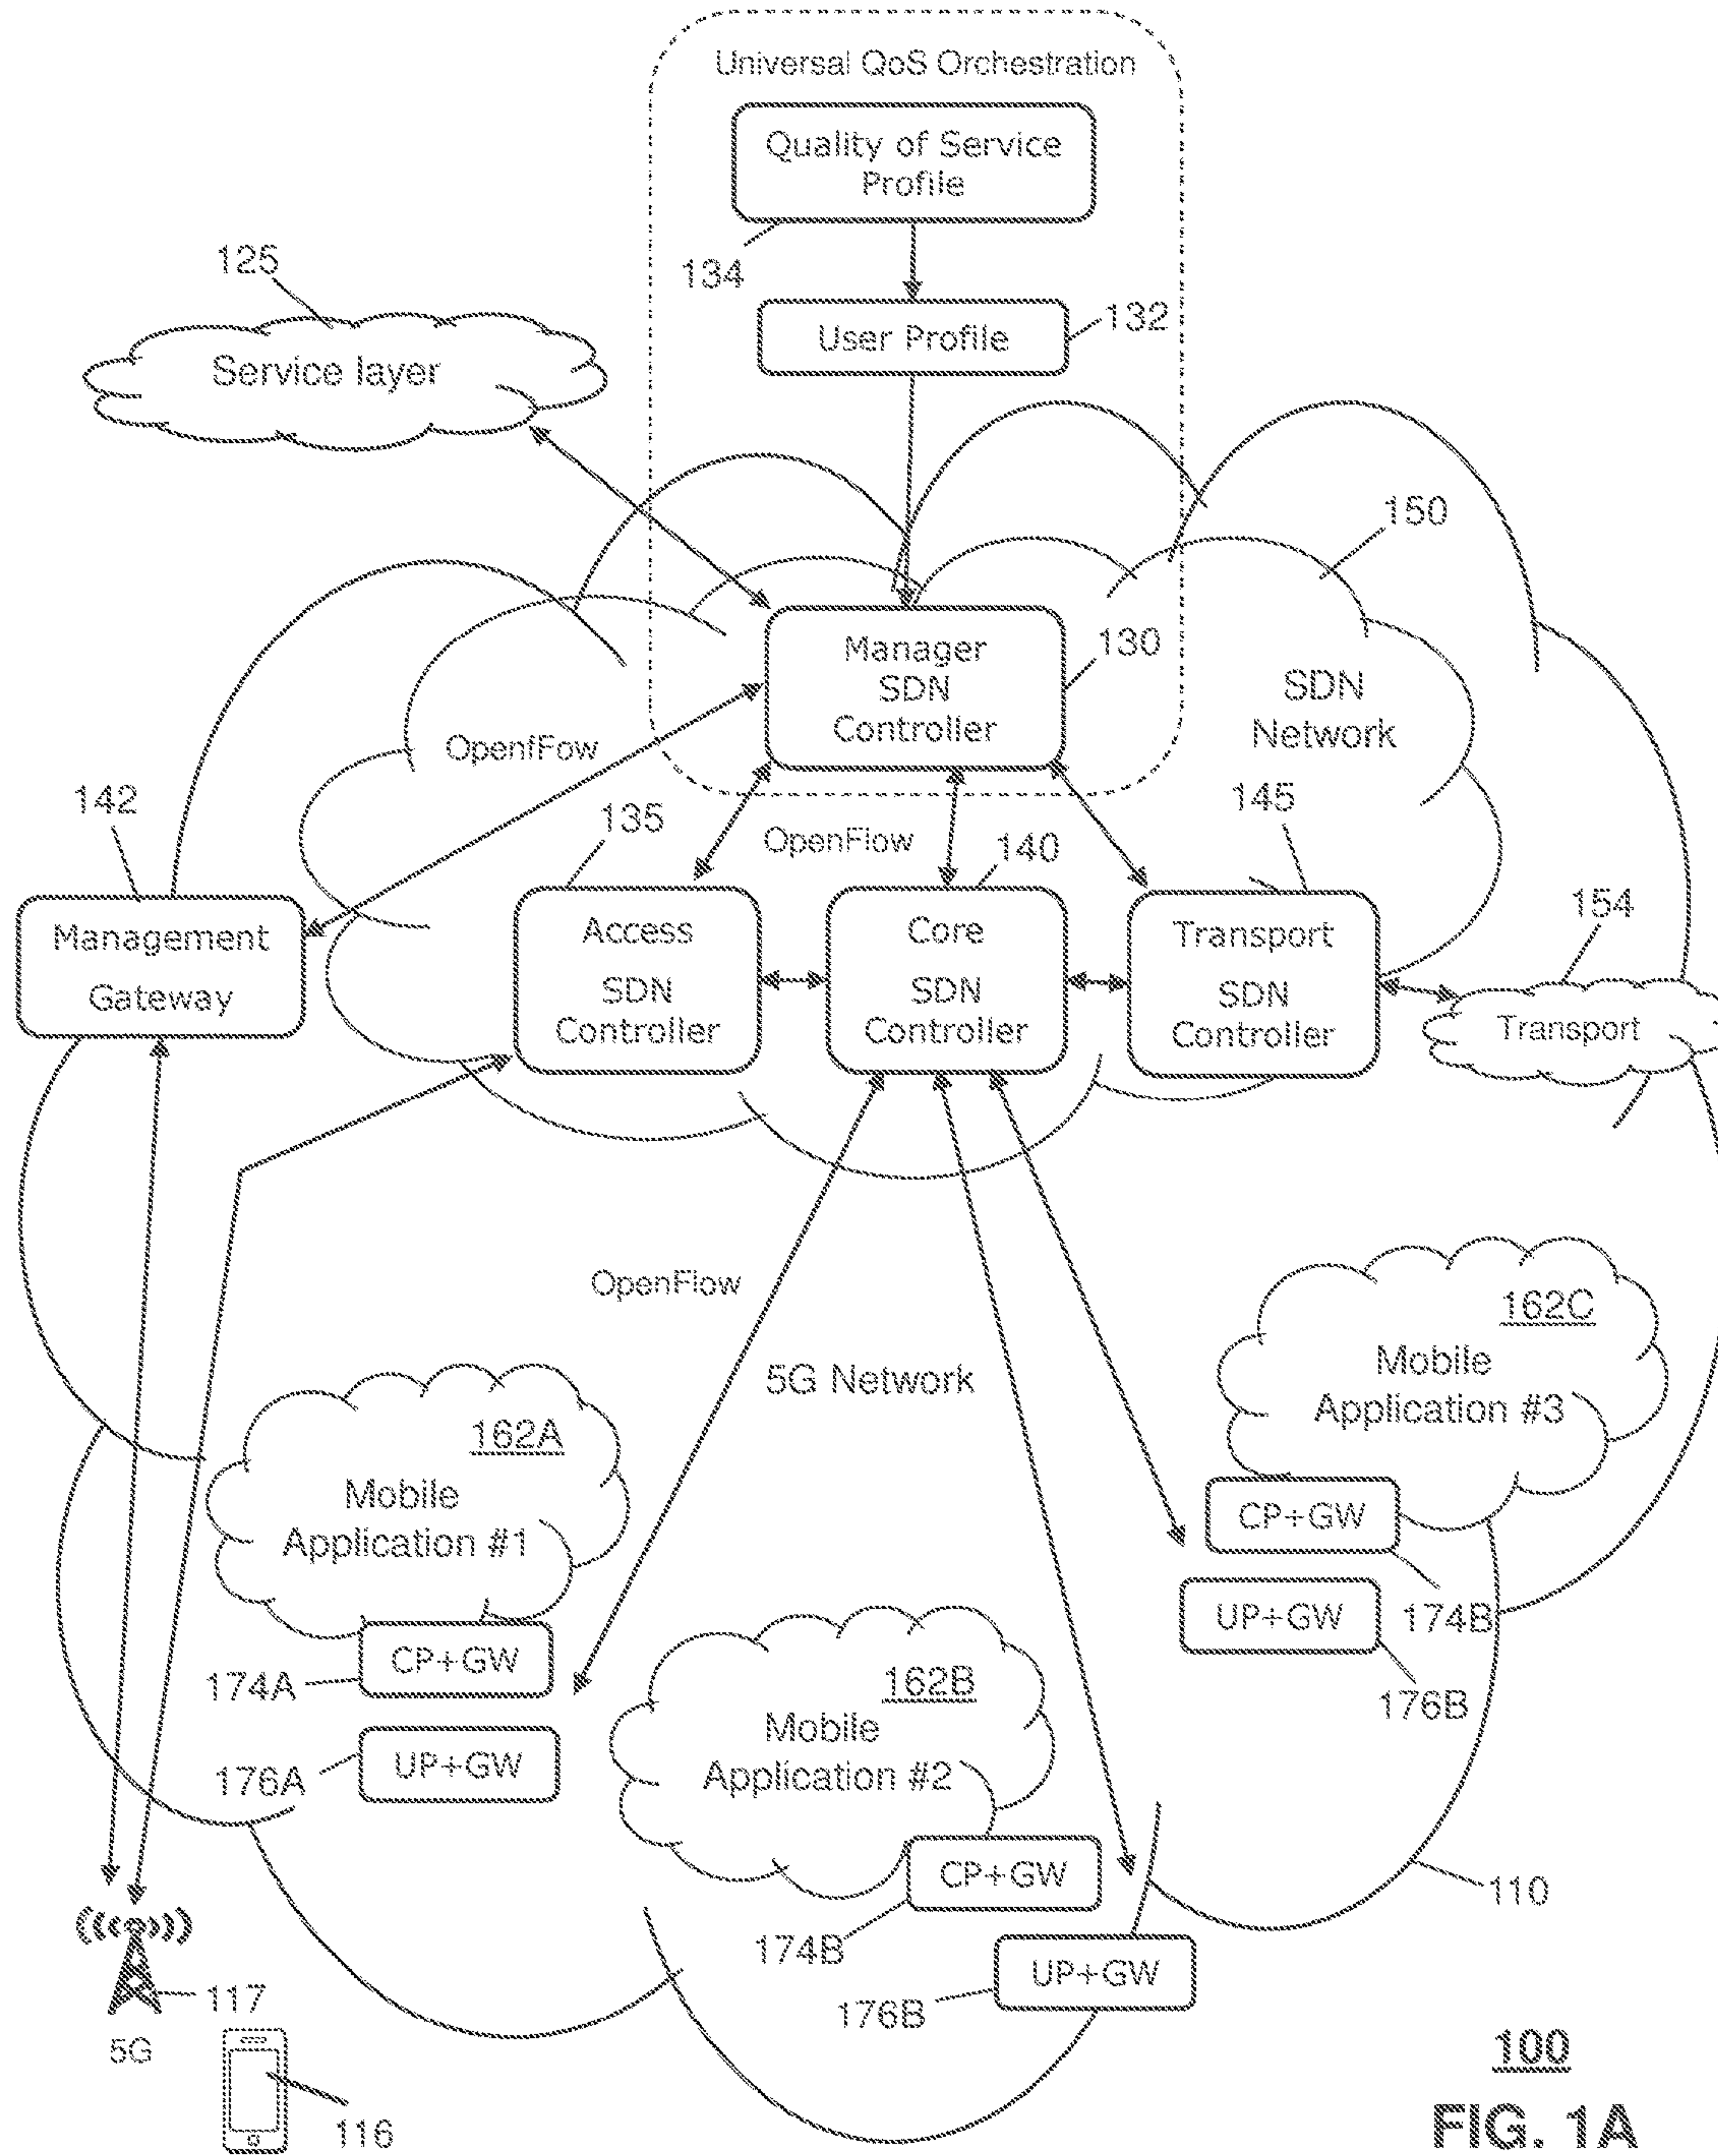 Universal QoS Orchestration
Quality of Service
Profile
134
125
User Profile
132
Service layer
150
Manager
SDN
Controller
130
SDN
Network
OpenfFow
142
135
OpenFlow
140
145
154
Management
Gateway
Access
SDN
Controller
Core
SDN
Controller
Transport
SDN
Controller
Transport
OpenFlow
5G Network
162C
Mobile
Application #3
CP+GW
174B
UP+GW
176B
162A
Mobile
Application #1
CP+GW
174A
UP+GW
176A
162B
Mobile
Application #2
CP+GW
174B
UP+GW
176B
110
117
5G
116
100
FIG. 1A